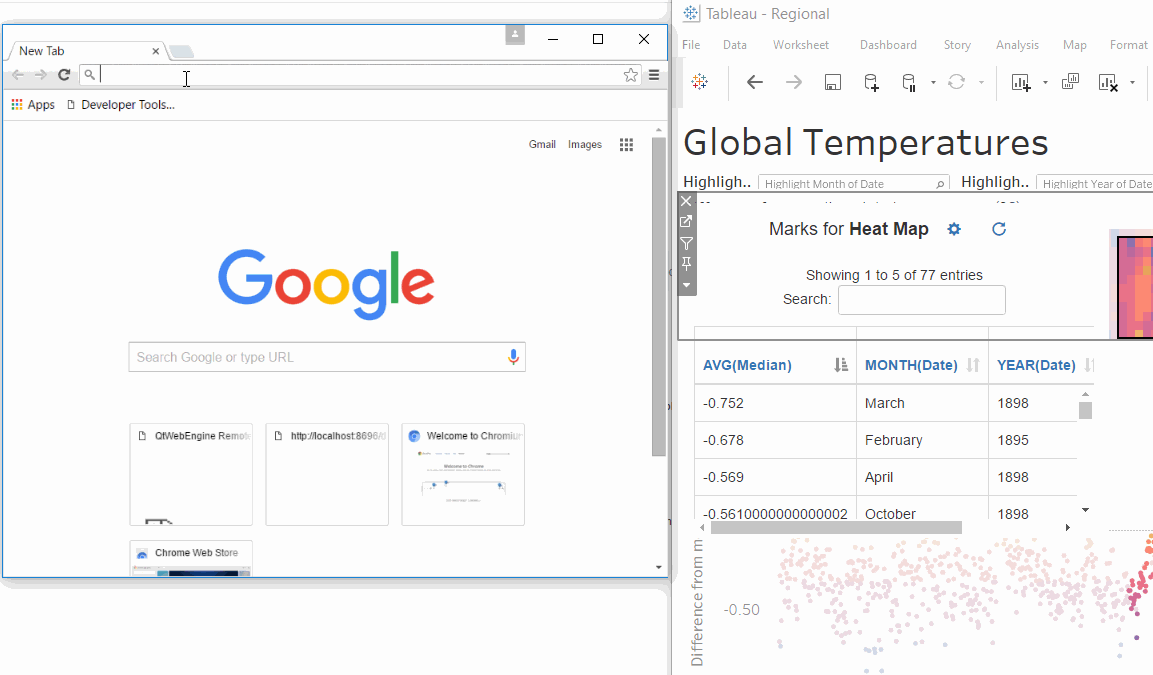 New Tab
Apps
Developer Tools...
Gmail
Images
Google
Search Google or type URL
QtWebEngine Remot
http://localhost:8696/
Welcome to Chromium
Welcome to Chrome
Chrome Web Store
Tableau - Regional
File Data Worksheet Dashboard Story Analysis Map Format
Global Temperatures
Highligh.. Highlight Month of Date Highligh.. Highlight Year of Date
Marks for Heat Map
Showing 1 to 5 of 77 entries
Search:
AVG(Median) MONTH(Date) YEAR(Date)
-0.752 March 1898
-0.678 February 1895
-0.569 April 1898
-0.5610000000000002 October 1898
Difference from m
-0.50